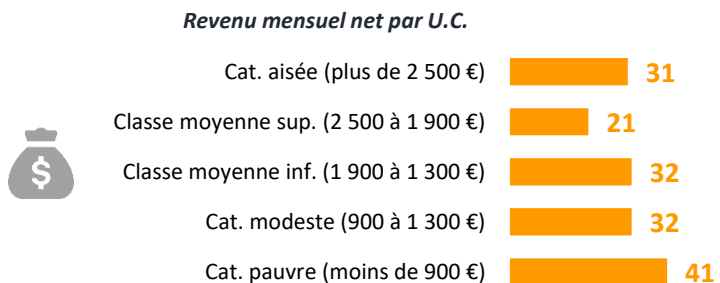 Revenu mensuel net par U.C.
Cat. aisée (plus de 2 500 €) 31
Classe moyenne sup. (2 500 à 1 900 €) 21
Classe moyenne inf. (1 900 à 1 300 €) 32
$
Cat. modeste (900 à 1 300 €) 32
Cat. pauvre (moins de 900 €) 41